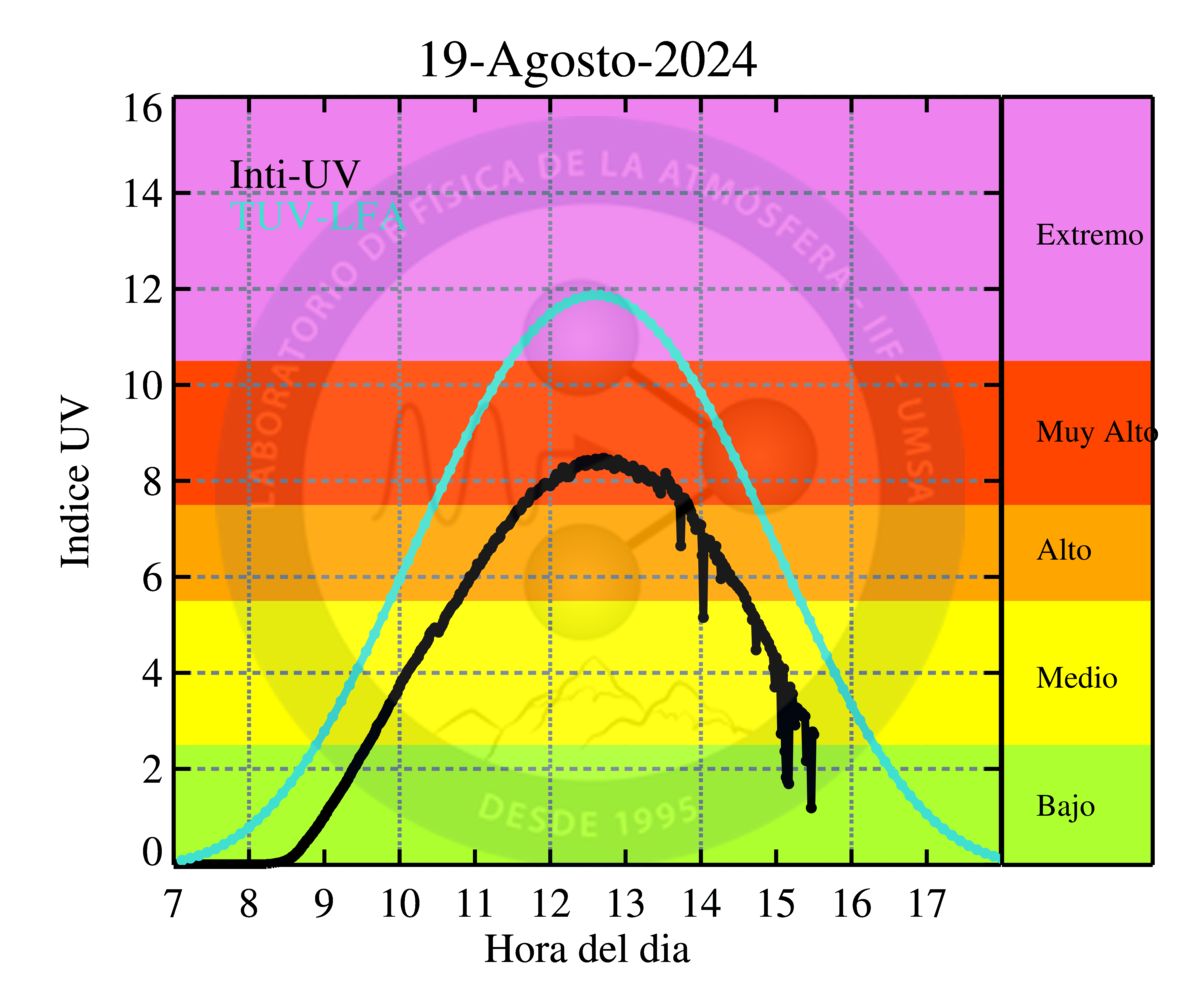 19-Agosto-2024
Inti-UV
TUV-LFA
LABORATORIO DE FÍSICA DE LA ATMÓSFERA - IIF - UMSA
DESDE 1995
Indice UV
16
14
12
10
8
6
4
2
0
Extremo
Muy Alto
Alto
Medio
Bajo
7 8 9 10 11 12 13 14 15 16 17
Hora del dia